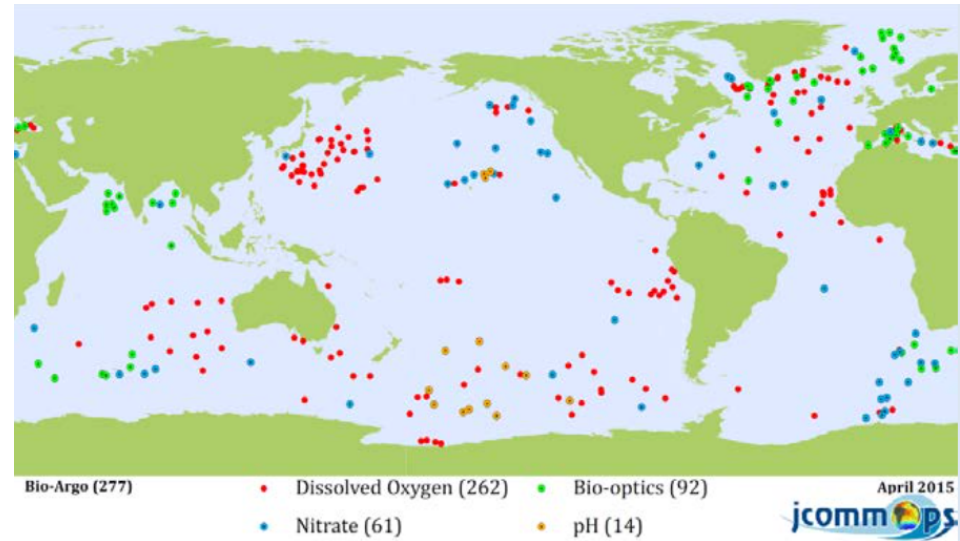 Bio-Argo (277)
Dissolved Oxygen (262)
Bio-optics (92)
April 2015
Nitrate (61)
pH (14)
jcommops